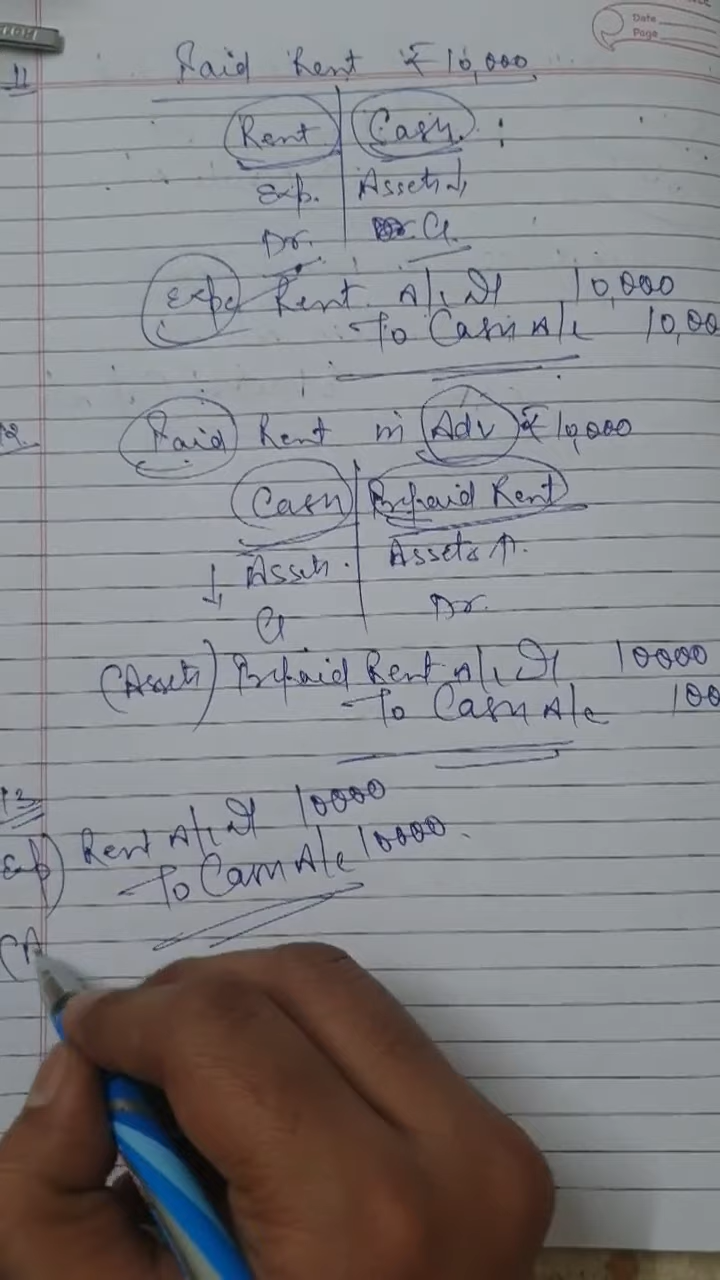 Date
Page
11 Paid Rent ₹ 10,000
Rent | Cash :
Exp. | Assets ↓
Dr. | Cr.
Exp Rent A/c Dr 10,000
To Cash A/c 10,00
12. Paid Rent in Adv ₹ 10,000
Cash | Prepaid Rent
↓ Assets. | Assets ↑.
Cr | Dr.
(Assets) Prepaid Rent A/c Dr 10000
To Cash A/c 100
13
Exp) Rent A/c Dr 10000
To Cash A/c 10000.
(A